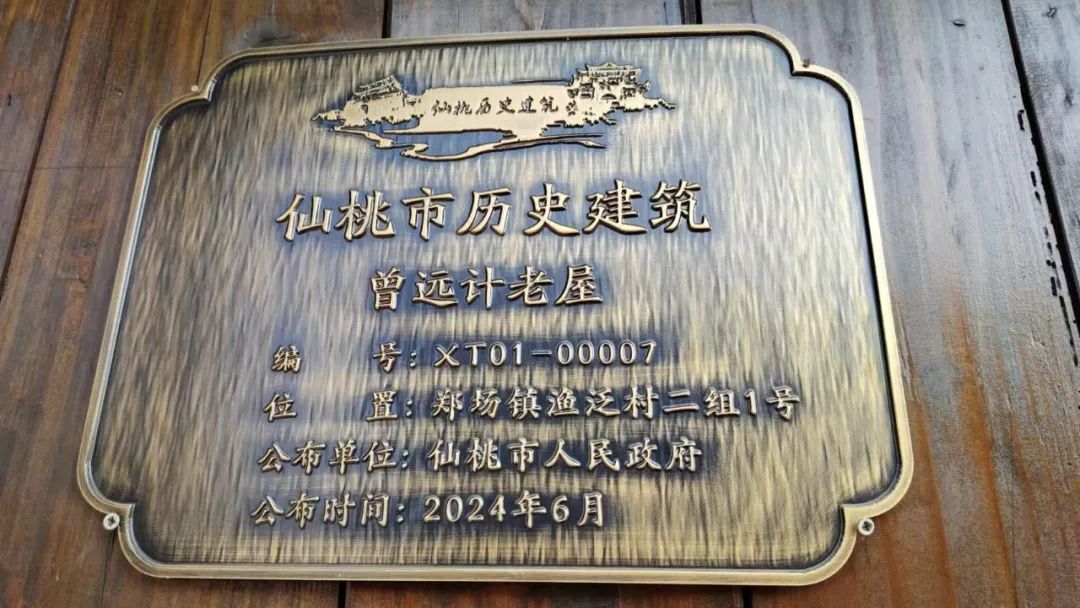 仙桃历史建筑
仙桃市历史建筑
曾远计老屋
编 号：XT01-00007
位 置：郑场镇渔泛村二组1号
公布单位：仙桃市人民政府
公布时间：2024年6月